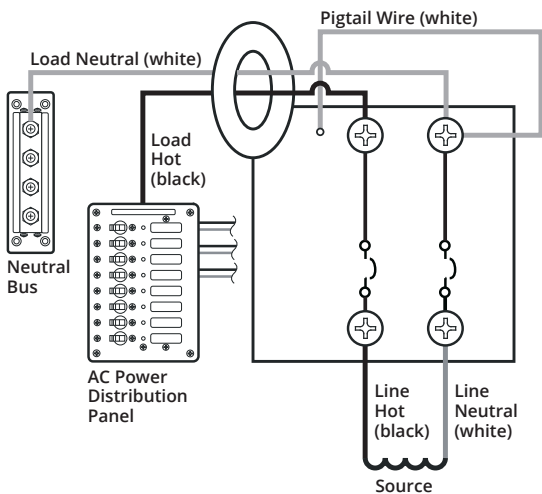 Pigtail Wire (white)
Load Neutral (white)
Load
Hot
(black)
Neutral
Bus
AC Power
Distribution
Panel
Line
Hot
(black)
Line
Neutral
(white)
Source